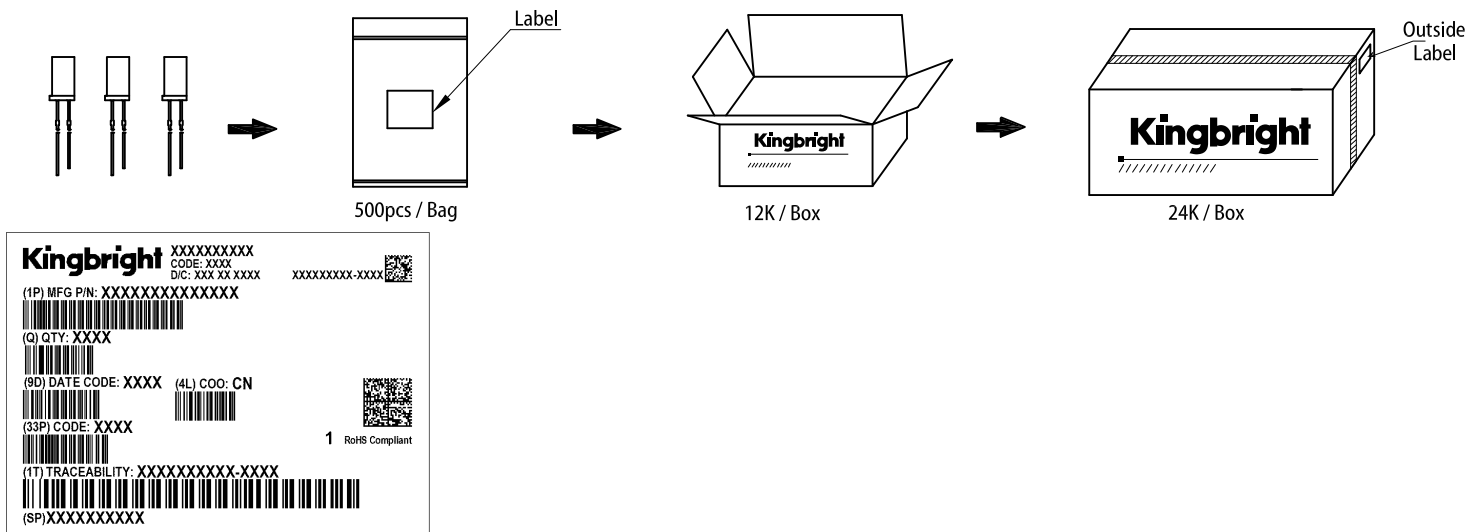 Label
Outside
Label
Kingbright
Kingbright
500pcs / Bag
12K / Box
24K / Box
Kingbright
XXXXXXXXXX
CODE: XXXX
D/C: XXX XX XXXX
XXXXXXXXX-XXXX
(1P) MFG P/N: XXXXXXXXXXXXXX
(Q) QTY: XXXX
(9D) DATE CODE: XXXX
(4L) COO: CN
(33P) CODE: XXXX
1 RoHS Compliant
(1T) TRACEABILITY: XXXXXXXXXX-XXXX
(SP)XXXXXXXXXX